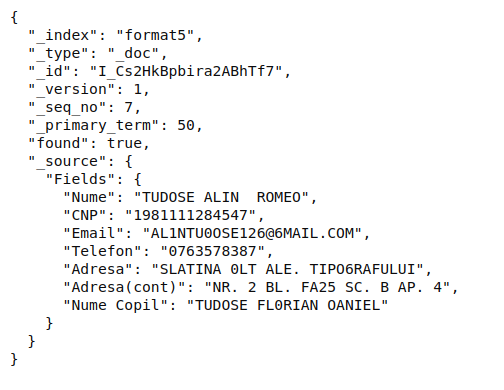 {
  "_index": "format5",
  "_type": "_doc",
  "_id": "I_Cs2HkBpbira2ABhTf7",
  "_version": 1,
  "_seq_no": 7,
  "_primary_term": 50,
  "found": true,
  "_source": {
    "Fields": {
      "Nume": "TUDOSE ALIN  ROMEO",
      "CNP": "1981111284547",
      "Email": "AL1NTU0OSE126@6MAIL.COM",
      "Telefon": "0763578387",
      "Adresa": "SLATINA 0LT ALE. TIPO6RAFULUI",
      "Adresa(cont)": "NR. 2 BL. FA25 SC. B AP. 4",
      "Nume Copil": "TUDOSE FL0RIAN OANIEL"
    }
  }
}